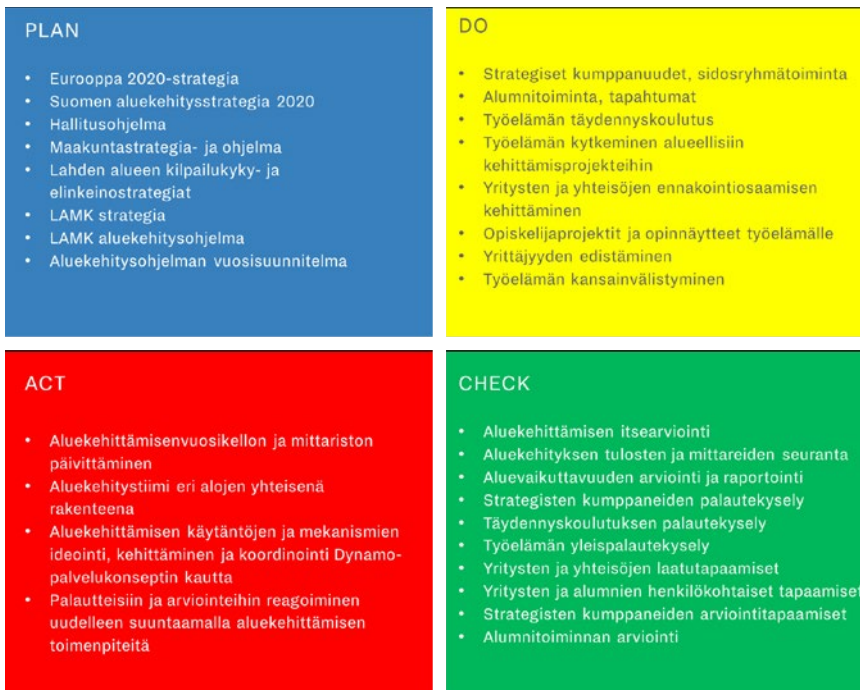 PLAN
• Eurooppa 2020-strategia
• Suomen aluekehitysstrategia 2020
• Hallitusohjelma
• Maakuntastrategia- ja ohjelma
• Lahden alueen kilpailukyky- ja
elinkeinostrategiat
• LAMK strategia
• LAMK aluekehitysohjelma
• Aluekehitysohjelman vuosisuunnitelma
DO
• Strategiset kumppanuudet, sidosryhmätoiminta
• Alumnitoiminta, tapahtumat
• Työelämän täydennyskoulutus
• Työelämän kytkeminen alueellisiin
kehittämisprojekteihin
• Yritysten ja yhteisöjen ennakointiosaamisen
kehittäminen
• Opiskelijaprojektit ja opinnäytteet työelämälle
• Yrittäjyyden edistäminen
• Työelämän kansainvälistyminen
ACT
• Aluekehittämisenvuosikellon ja mittariston
päivittäminen
• Aluekehitystiimi eri alojen yhteisenä
rakenteena
• Aluekehittämisen käytäntöjen ja mekanismien
ideointi, kehittäminen ja koordinointi Dynamo-
palvelukonseptin kautta
• Palautteisiin ja arviointeihin reagoiminen
uudelleen suuntaamalla aluekehittämisen
toimenpiteitä
CHECK
• Aluekehittämisen itsearviointi
• Aluekehityksen tulosten ja mittareiden seuranta
• Aluevaikuttavuuden arviointi ja raportointi
• Strategisten kumppaneiden palautekysely
• Täydennyskoulutuksen palautekysely
• Työelämän yleispalautekysely
• Yritysten ja yhteisöjen laatutapaamiset
• Yritysten ja alumnien henkilökohtaiset tapaamiset
• Strategisten kumppaneiden arviointitapaamiset
• Alumnitoiminnan arviointi